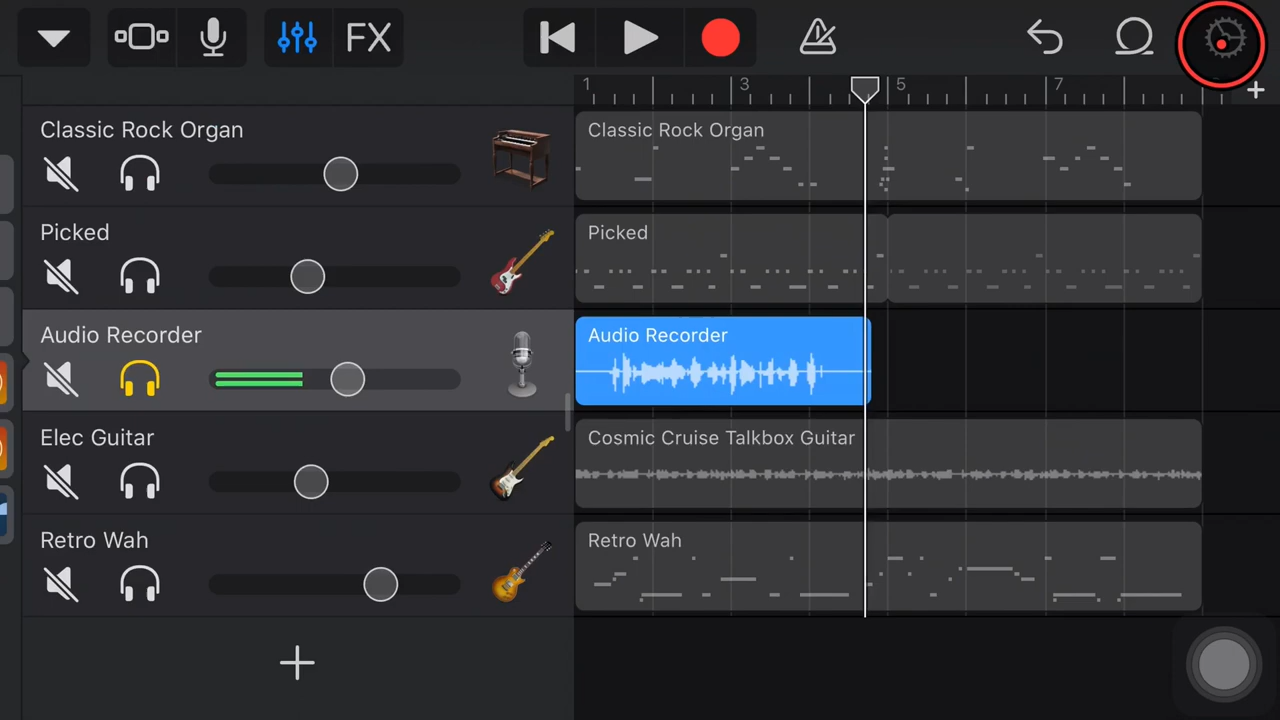 FX
1 3 5 7
Classic Rock Organ
Classic Rock Organ
Picked
Picked
Audio Recorder
Audio Recorder
Elec Guitar
Cosmic Cruise Talkbox Guitar
Retro Wah
Retro Wah